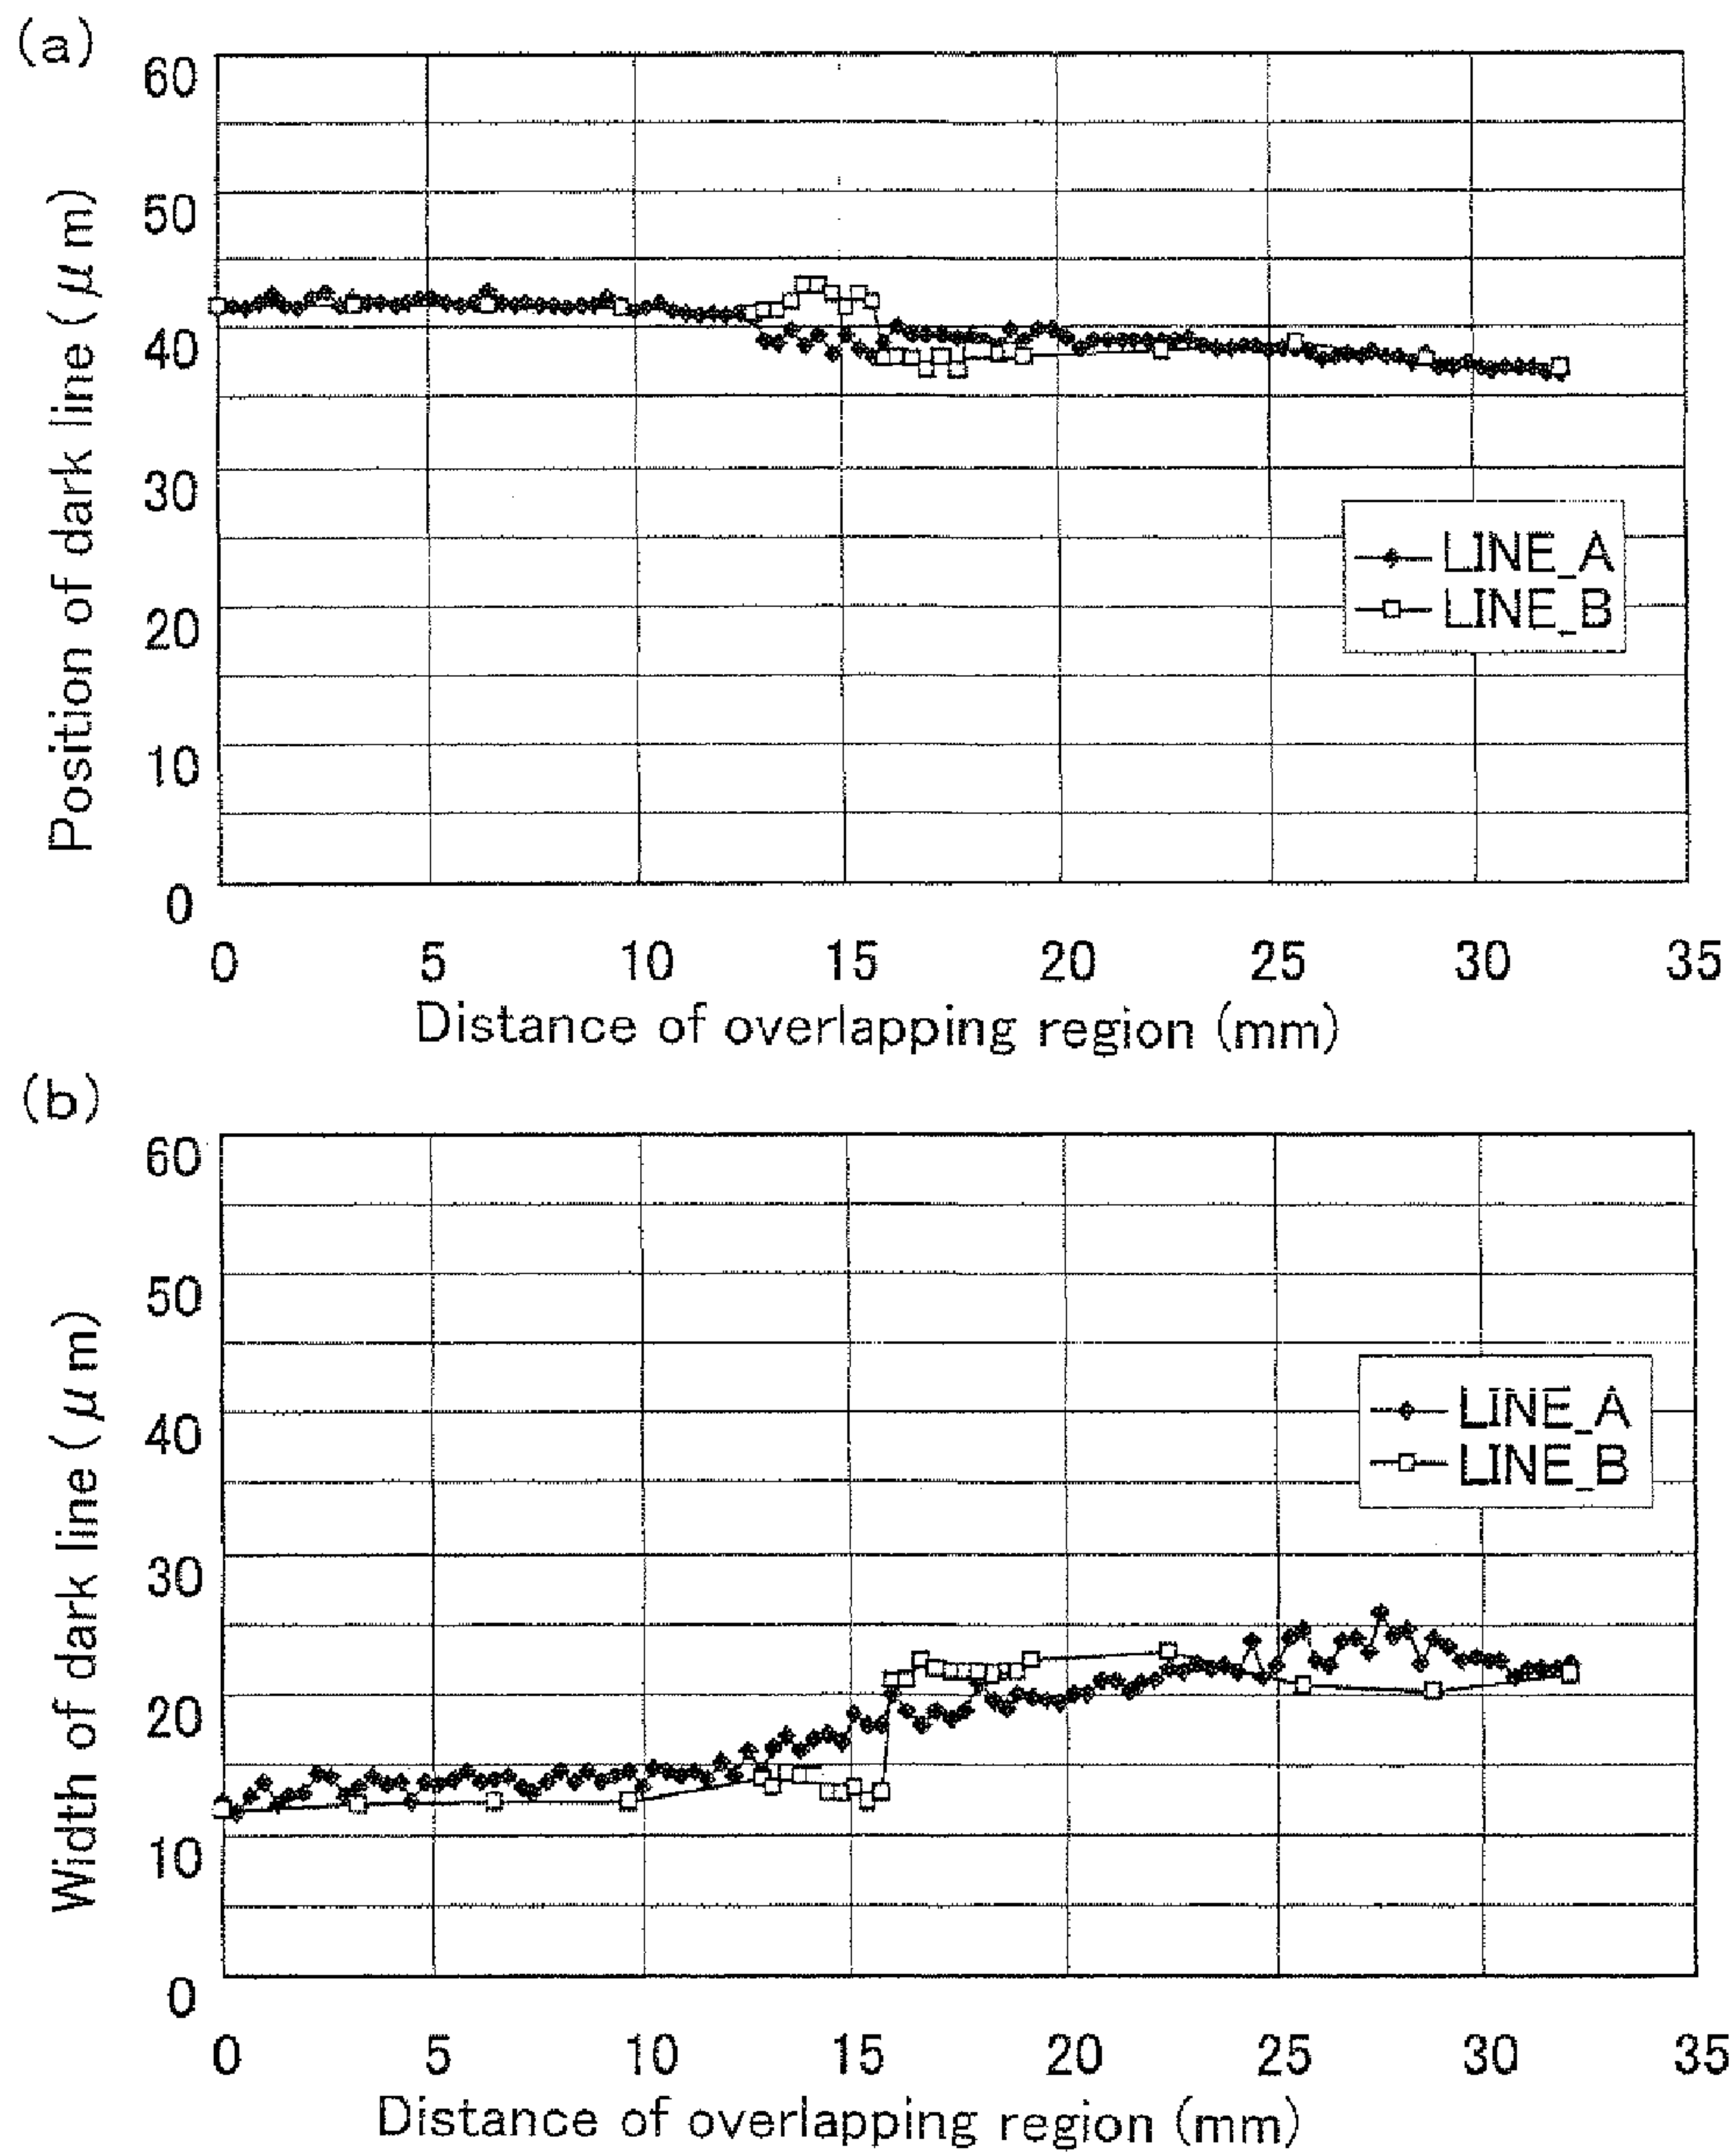 (a)
60
50
40
30
20
10
0
Position of dark line (μm)
LINE_A
LINE_B
0 5 10 15 20 25 30 35
Distance of overlapping region (mm)
(b)
60
50
40
30
20
10
0
Width of dark line (μm)
LINE_A
LINE_B
0 5 10 15 20 25 30 35
Distance of overlapping region (mm)